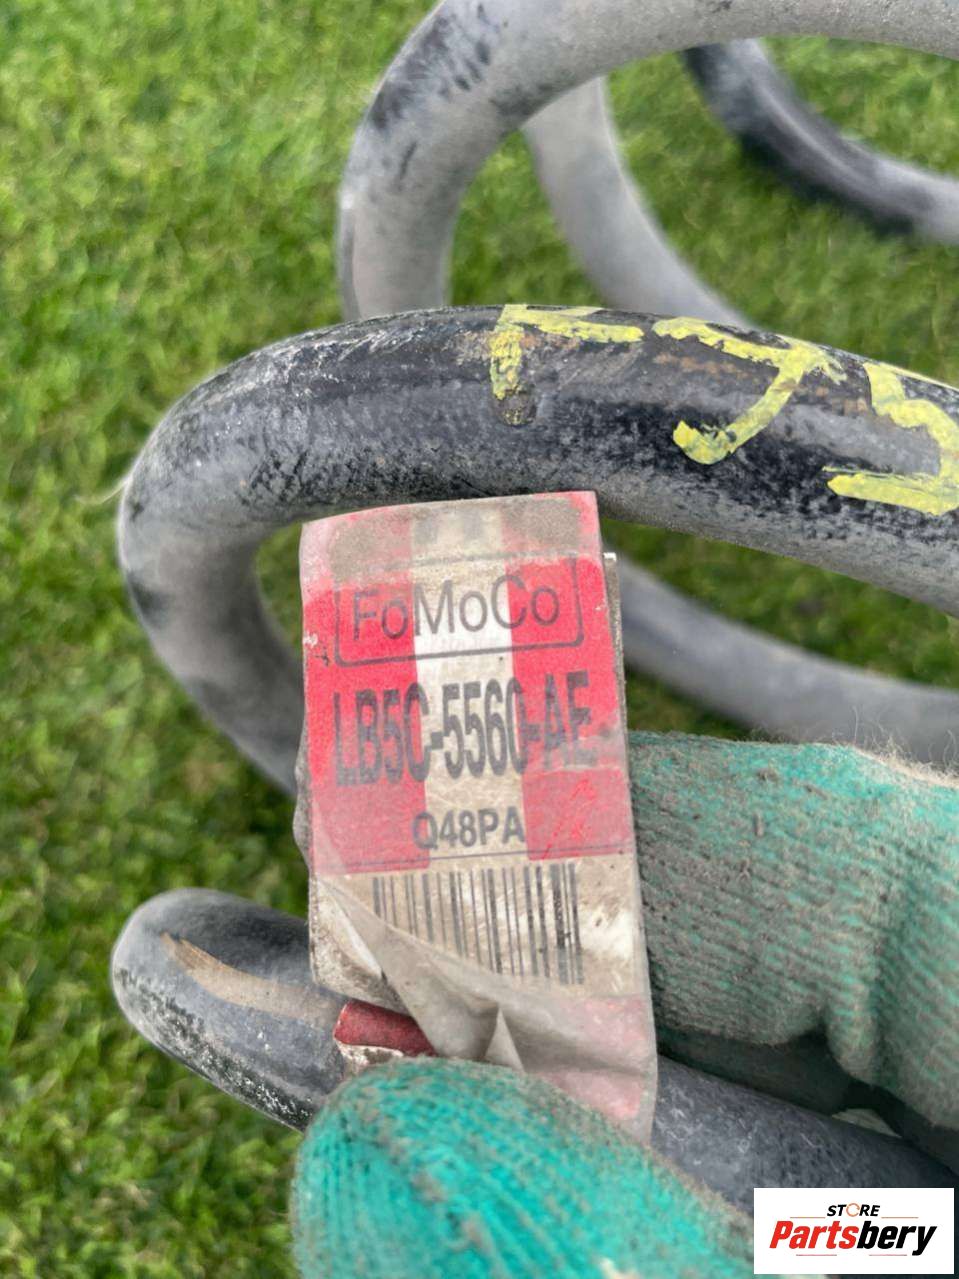 FoMoCo
LB5C-5560-AE
Q48PA
STORE
Partsbery